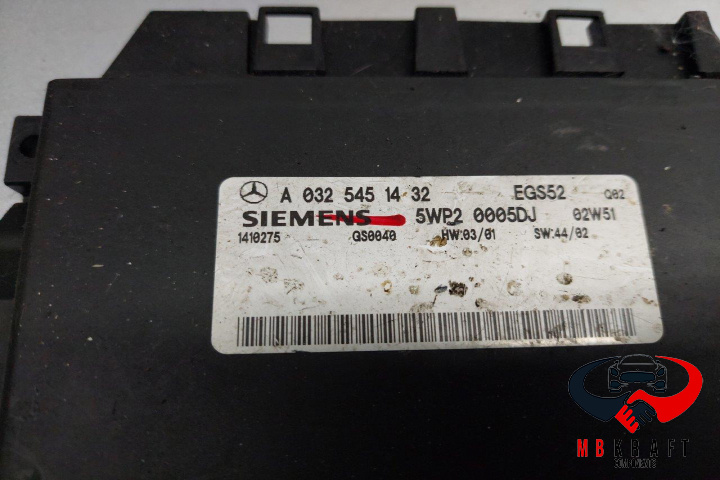 A 032 545 14 32 EGS52 Q02
SIEMENS 5WP2 0005DJ 02W51
1410275 GS0040 HW:03/01 SW:44/02
MBKRAFT
COMPONENTS